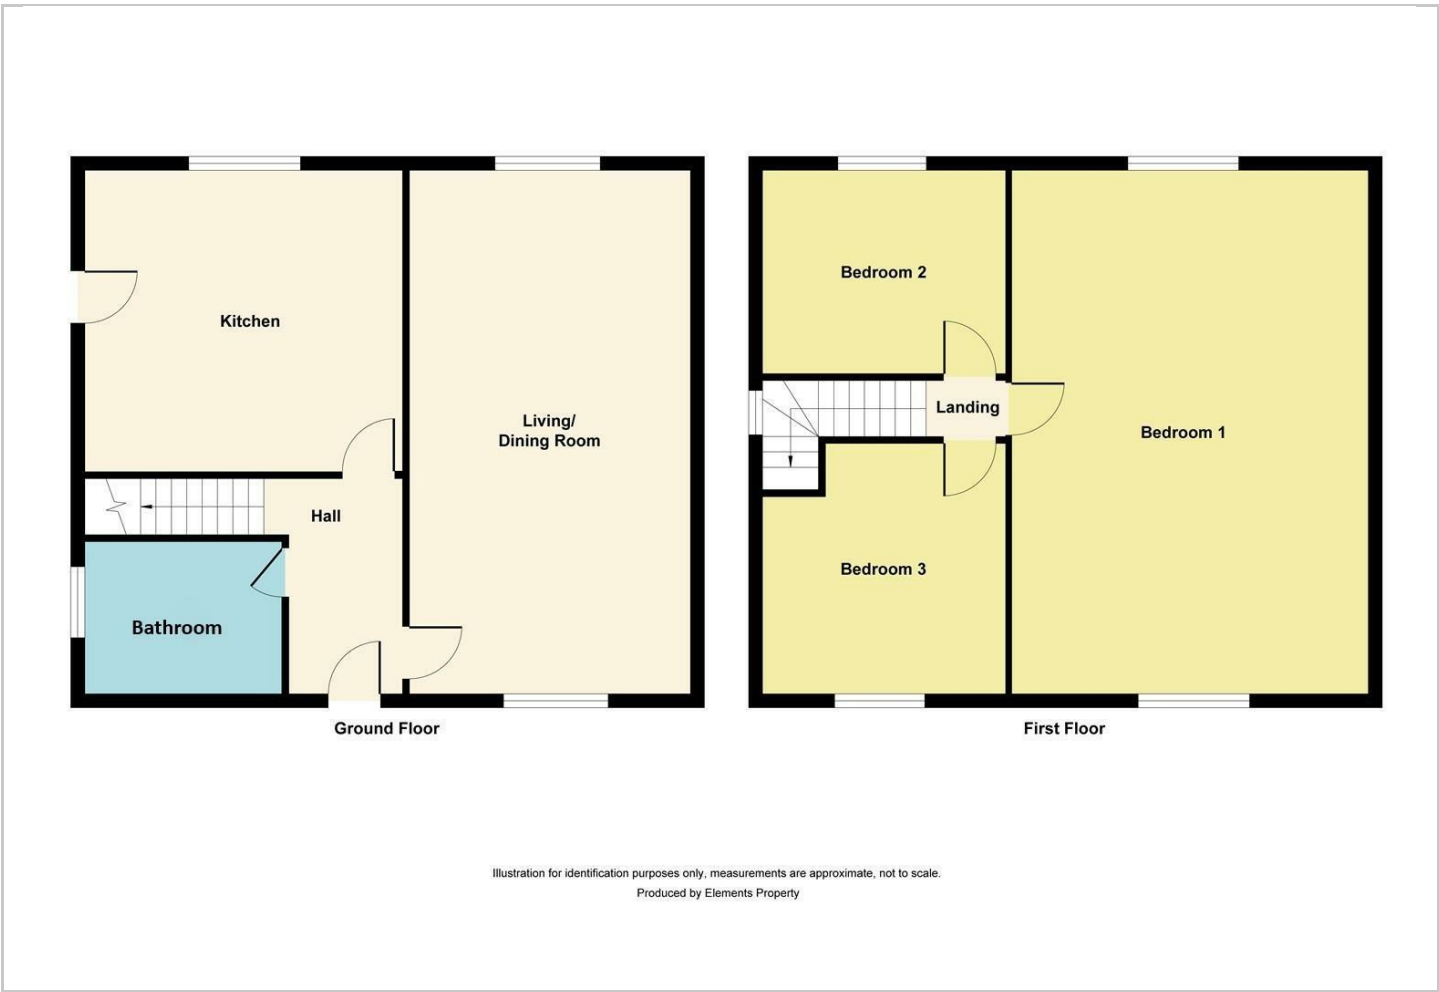 Kitchen
Living/
Dining Room
Hall
Bathroom
Ground Floor
Bedroom 2
Landing
Bedroom 1
Bedroom 3
First Floor
Illustration for identification purposes only, measurements are approximate, not to scale.
Produced by Elements Property